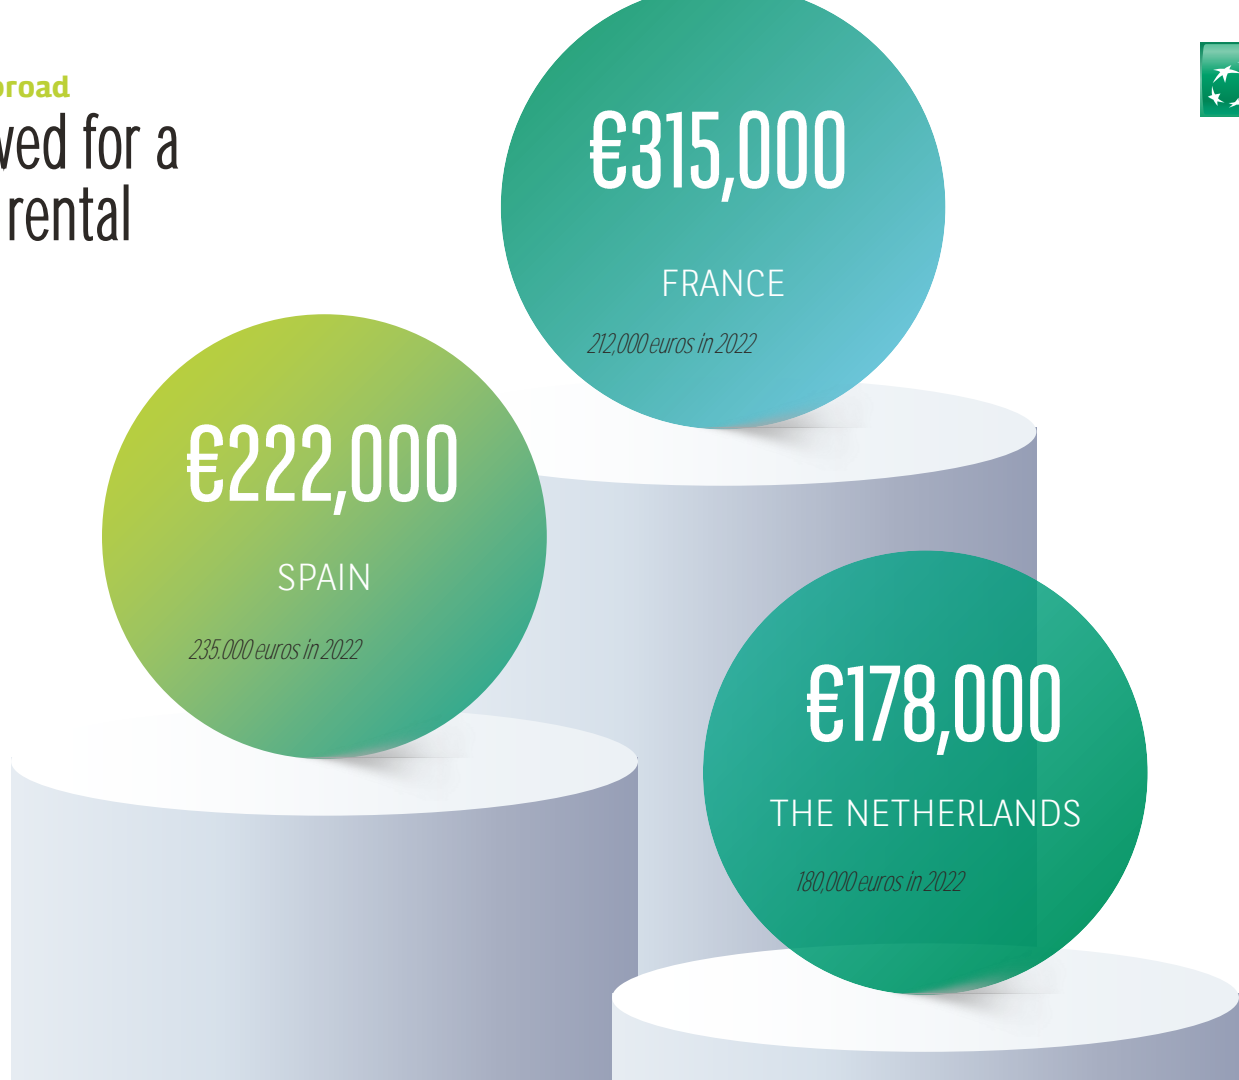 broad
wed for a
rental
€315,000
FRANCE
212,000 euros in 2022
€222,000
SPAIN
235.000 euros in 2022
€178,000
THE NETHERLANDS
180,000 euros in 2022